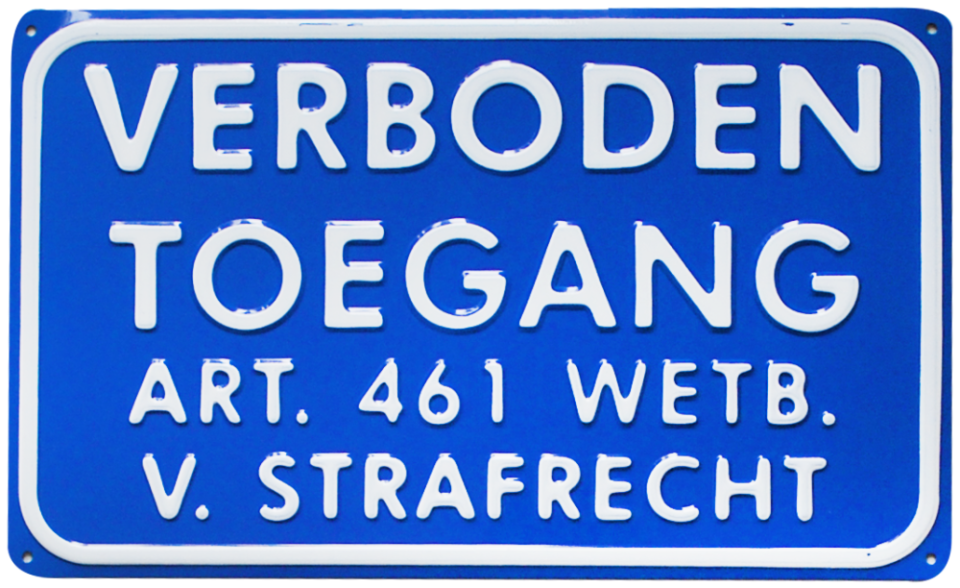 VERBODEN
TOEGANG
ART. 461 WETB.
V. STRAFRECHT